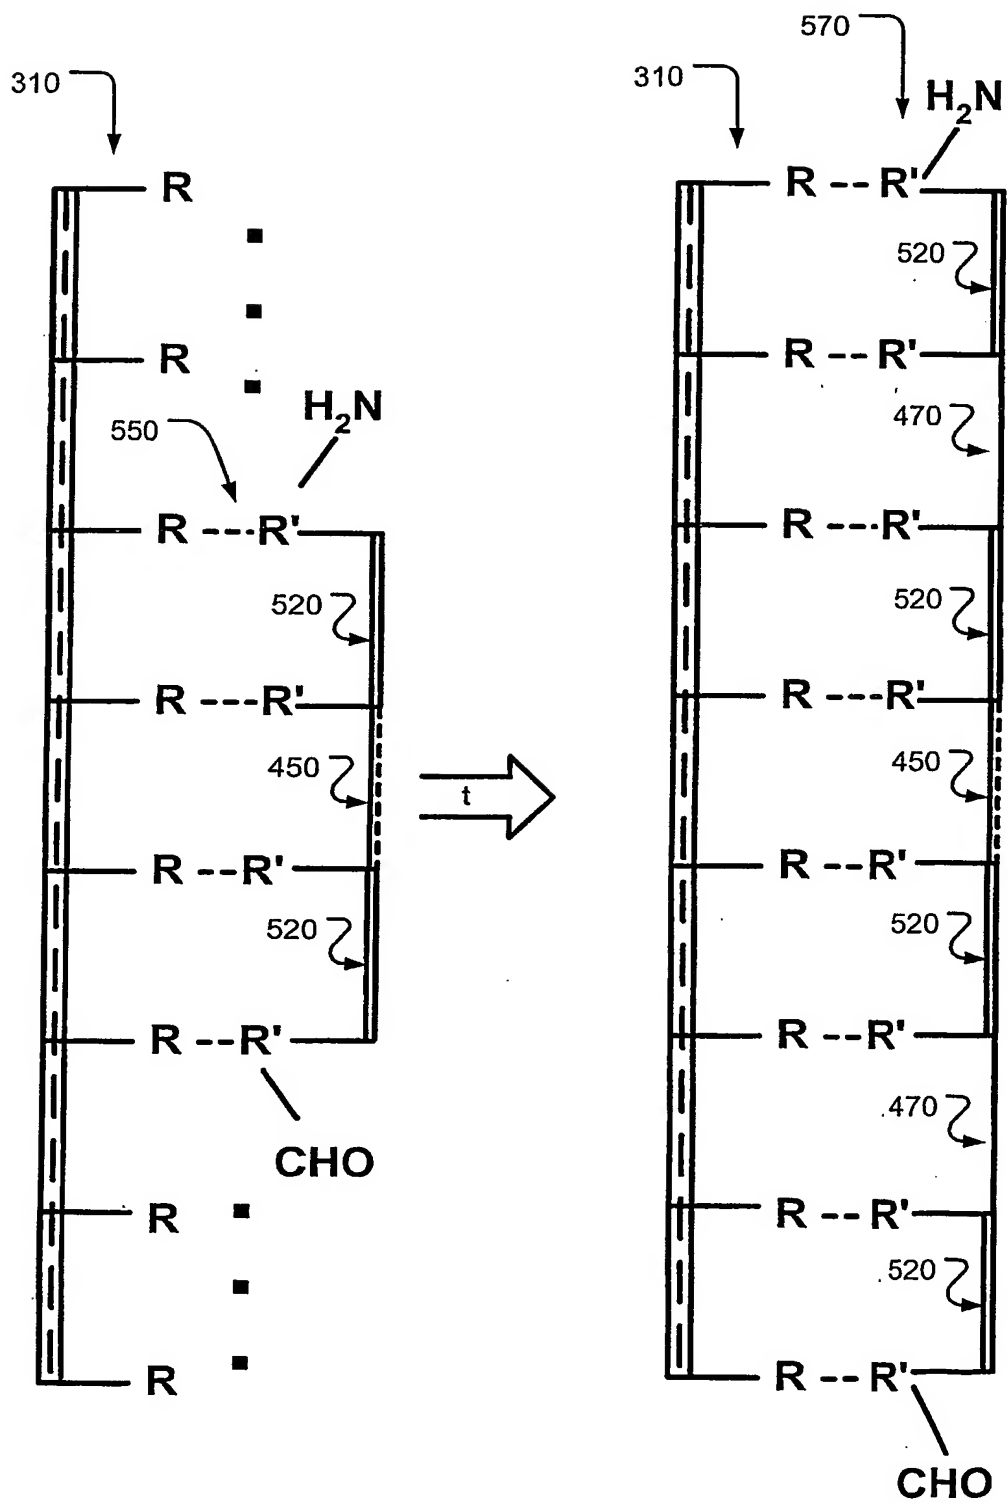 310
R
R
H₂N
550
R --- R'
520
R --- R'
450
R -- R'
520
R -- R'
CHO
R
R
t
570
310
H₂N
R -- R'
520
R -- R'
470
R --- R'
520
R --- R'
450
R -- R'
520
R -- R'
470
R -- R'
520
R -- R'
CHO